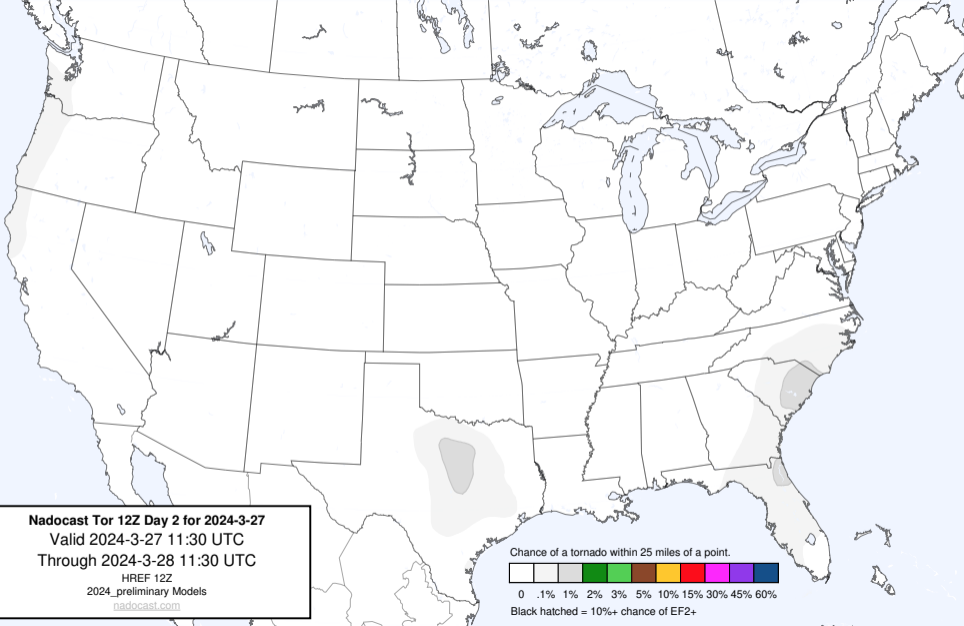 Nadocast Tor 12Z Day 2 for 2024-3-27
Valid 2024-3-27 11:30 UTC
Through 2024-3-28 11:30 UTC
HREF 12Z
2024_preliminary Models
nadocast.com
Chance of a tornado within 25 miles of a point.
0 .1% 1% 2% 3% 5% 10% 15% 30% 45% 60%
Black hatched = 10%+ chance of EF2+